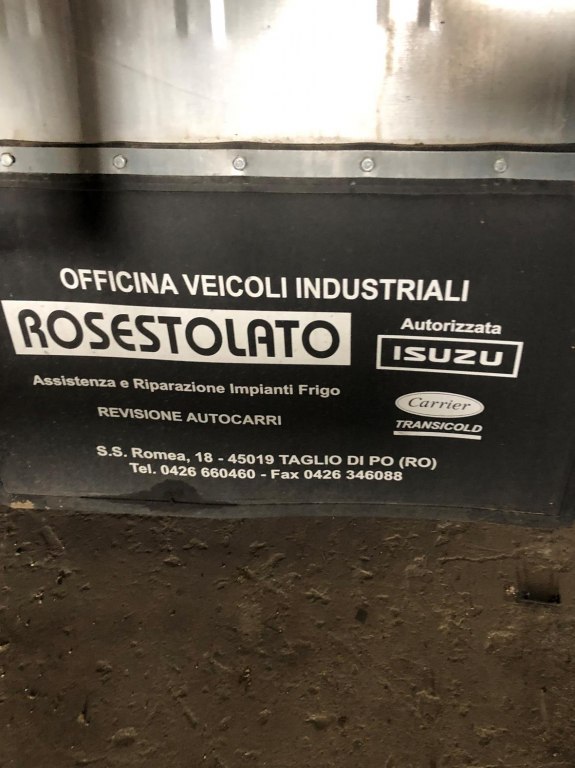 OFFICINA VEICOLI INDUSTRIALI
ROSESTOLATO
Autorizzata
ISUZU
Assistenza e Riparazione Impianti Frigo
Carrier
TRANSICOLD
REVISIONE AUTOCARRI
S.S. Romea, 18 - 45019 TAGLIO DI PO (RO)
Tel. 0426 660460 - Fax 0426 346088